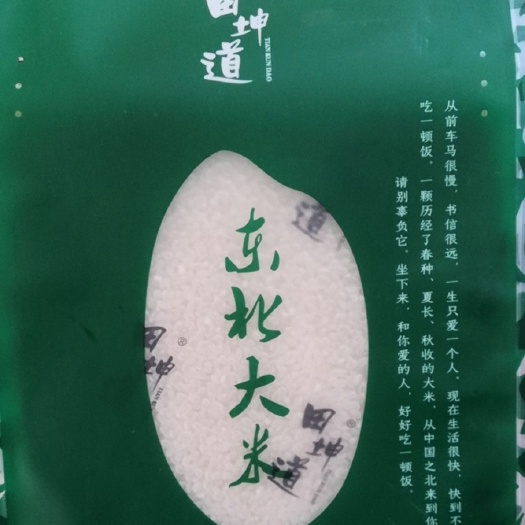 田坤道
TIAN KUN DAO
从前车马很慢，书信很远，一生只爱一个人，现在生活很快，快到不
吃一顿饭，一颗历经了春种、夏长、秋收的大米，从中国之北来到你
请别辜负它，坐下来，和你爱的人，好好吃一顿饭。
东北大米
道
田坤
田坤道